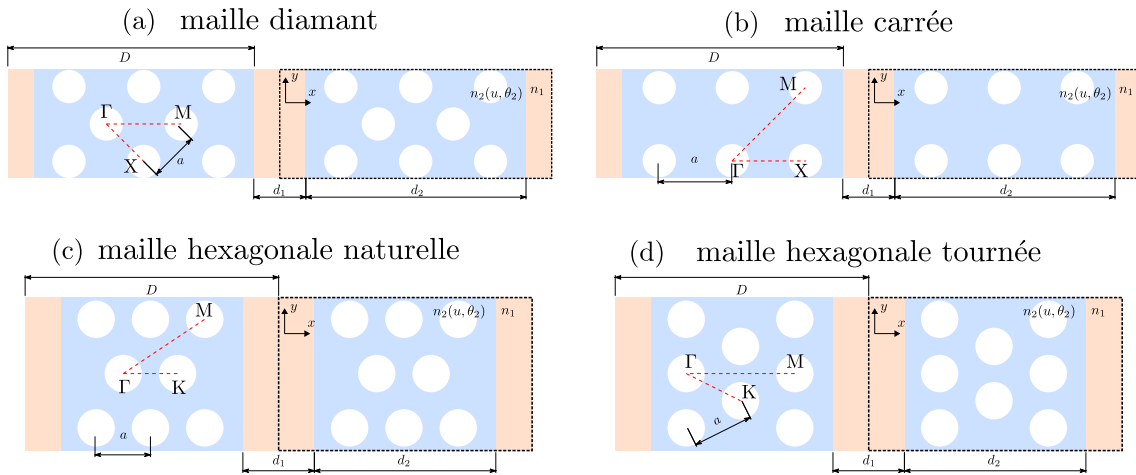 (a) maille diamant
D
y
x
n₂(u, θ₂)
n₁
Γ
M
X
a
d₁
d₂
(b) maille carrée
D
y
x
n₂(u, θ₂)
n₁
M
Γ
X
a
d₁
d₂
(c) maille hexagonale naturelle
D
y
x
n₂(u, θ₂)
n₁
M
Γ
K
a
d₁
d₂
(d) maille hexagonale tournée
D
y
x
n₂(u, θ₂)
n₁
Γ
M
K
a
d₁
d₂